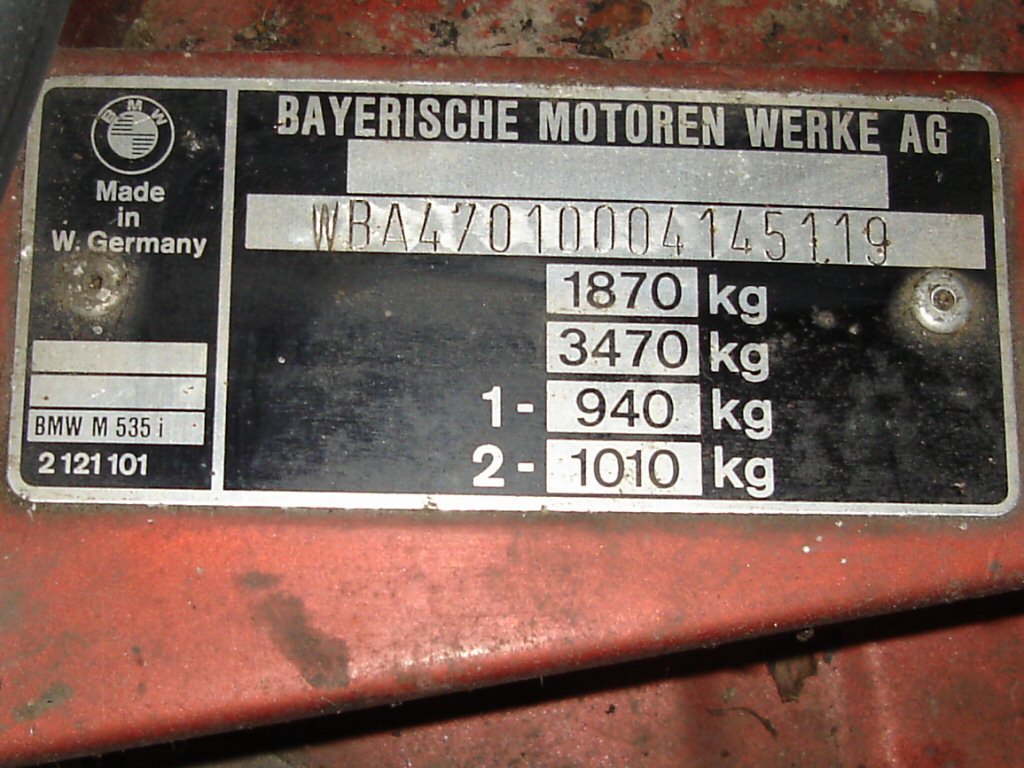 BMW
Made
in
W. Germany
BMW M 535 i
2 121 101
BAYERISCHE MOTOREN WERKE AG
WBA47010004145119
1870 kg
3470 kg
1- 940 kg
2- 1010 kg